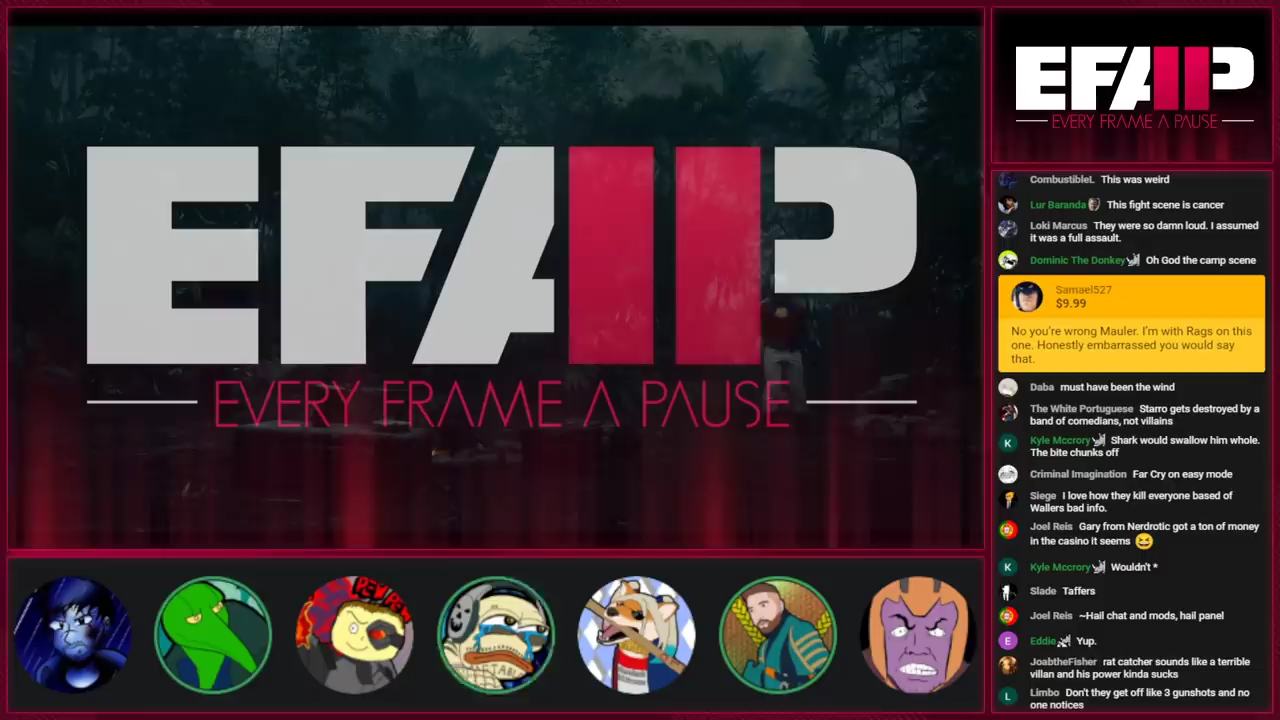 EFAP
EVERY FRAME A PAUSE
EFAP
EVERY FRAME A PAUSE
CombustibleL This was weird
Lur Baranda This fight scene is cancer
Loki Marcus They were so damn loud. I assumed
it was a full assault.
Dominic The Donkey Oh God the camp scene
Samael527
$9.99
No you're wrong Mauler. I'm with Rags on this
one. Honestly embarrassed you would say
that.
Daba must have been the wind
The White Portuguese Starro gets destroyed by a
band of comedians, not villains
K Kyle Mccrory Shark would swallow him whole.
The bite chunks off
Criminal Imagination Far Cry on easy mode
Siege I love how they kill everyone based of
Wallers bad info.
Joel Reis Gary from Nerdrotic got a ton of money
in the casino it seems
K Kyle Mccrory Wouldn't *
Slade Taffers
Joel Reis ~Hail chat and mods, hail panel
E Eddie Yup.
JoabtheFisher rat catcher sounds like a terrible
villan and his power kinda sucks
L Limbo Don't they get off like 3 gunshots and no
one notices